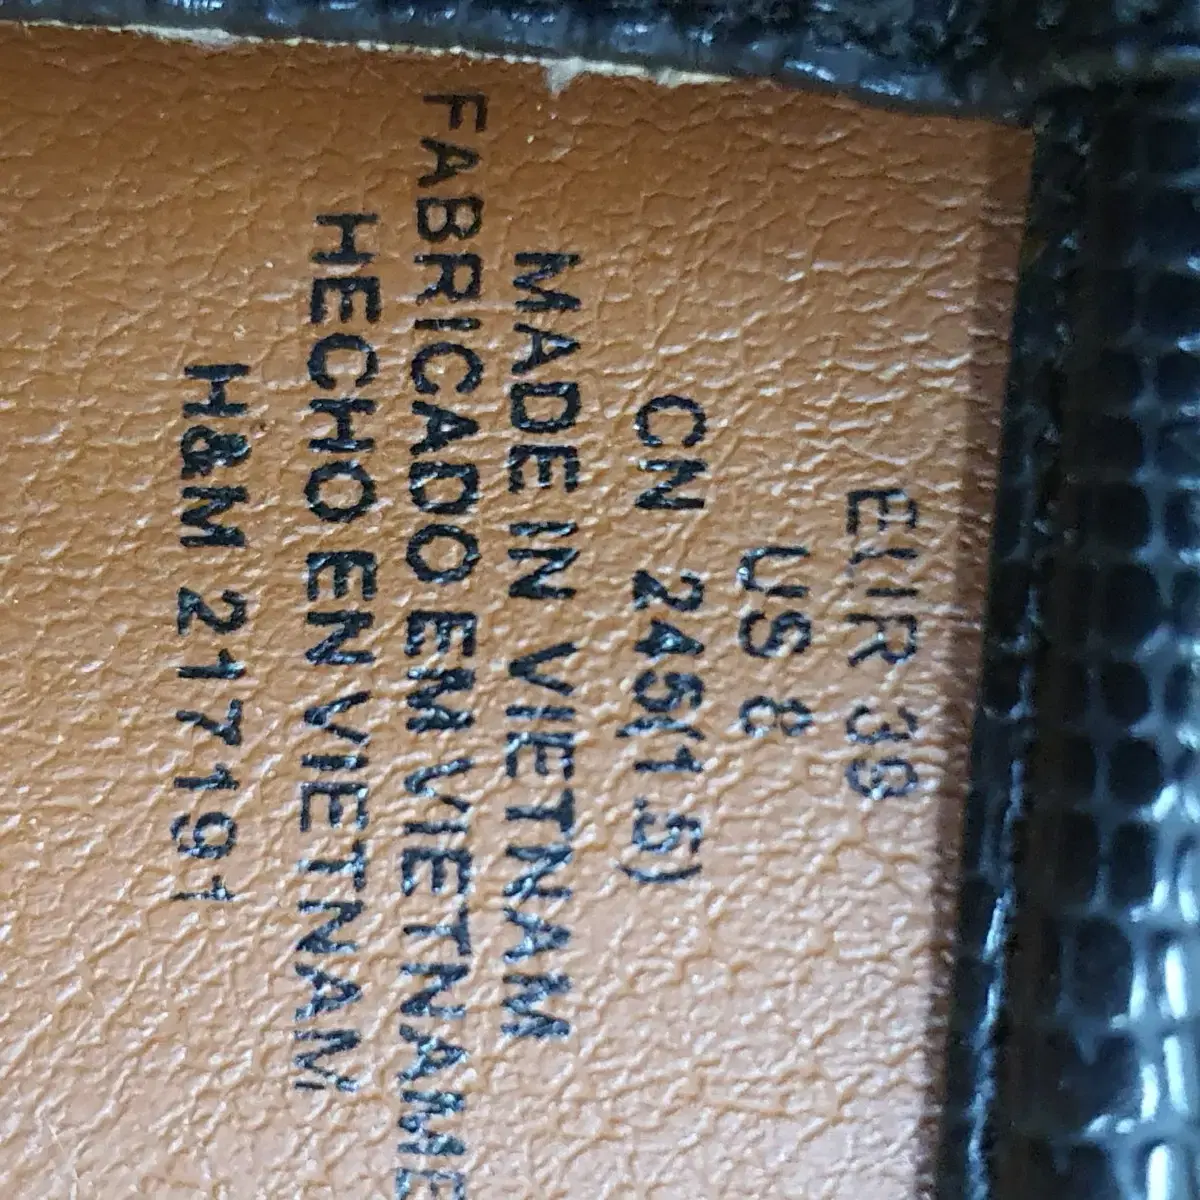 EUR 39
US 8
CN 245(1.5)
MADE IN VIETNAM
FABRICADO EM VIETNAME
HECHO EN VIETNAM
H&M 217191